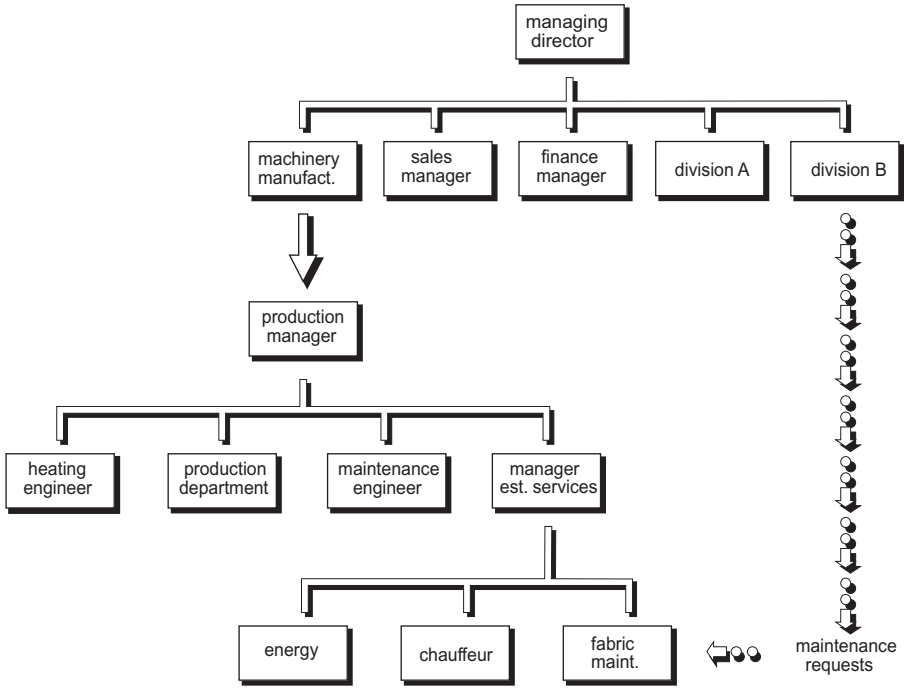 managing
director
machinery
manufact.
sales
manager
finance
manager
division A
division B
production
manager
heating
engineer
production
department
maintenance
engineer
manager
est. services
energy
chauffeur
fabric
maint.
maintenance
requests